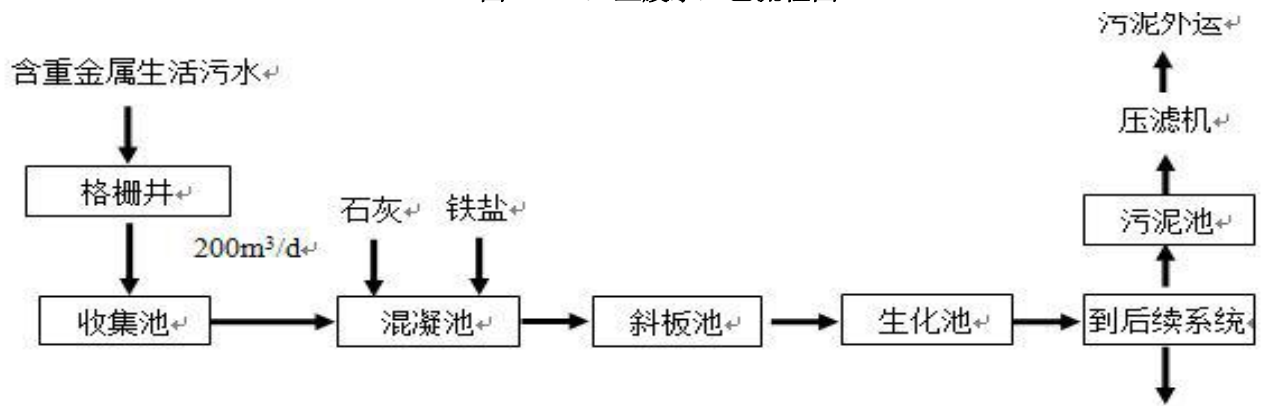 污泥外运
含重金属生活污水
压滤机
格栅井
石灰
铁盐
污泥池
200m³/d
收集池
混凝池
斜板池
生化池
到后续系统